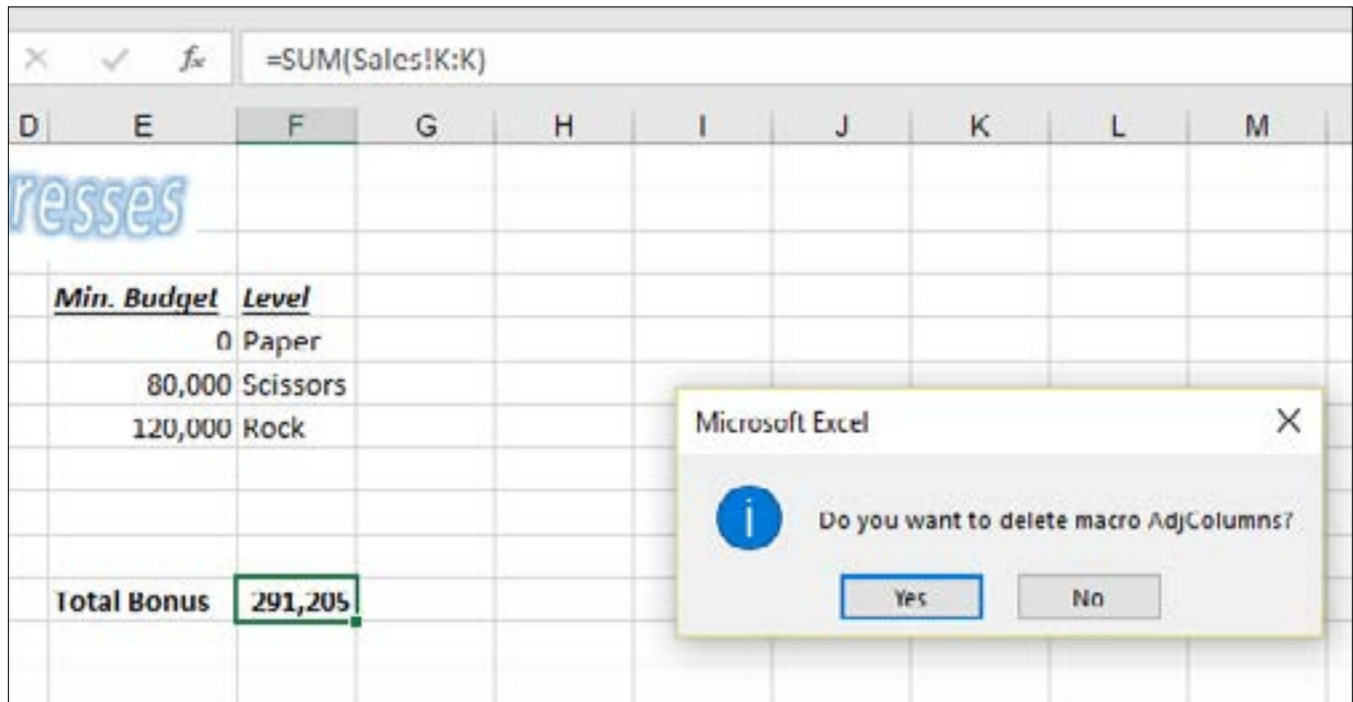 fx =SUM(Sales!K:K)
D E F G H I J K L M
resses
Min. Budget Level
0 Paper
80,000 Scissors
120,000 Rock
Total Bonus 291,205
Microsoft Excel
Do you want to delete macro AdjColumns?
Yes No